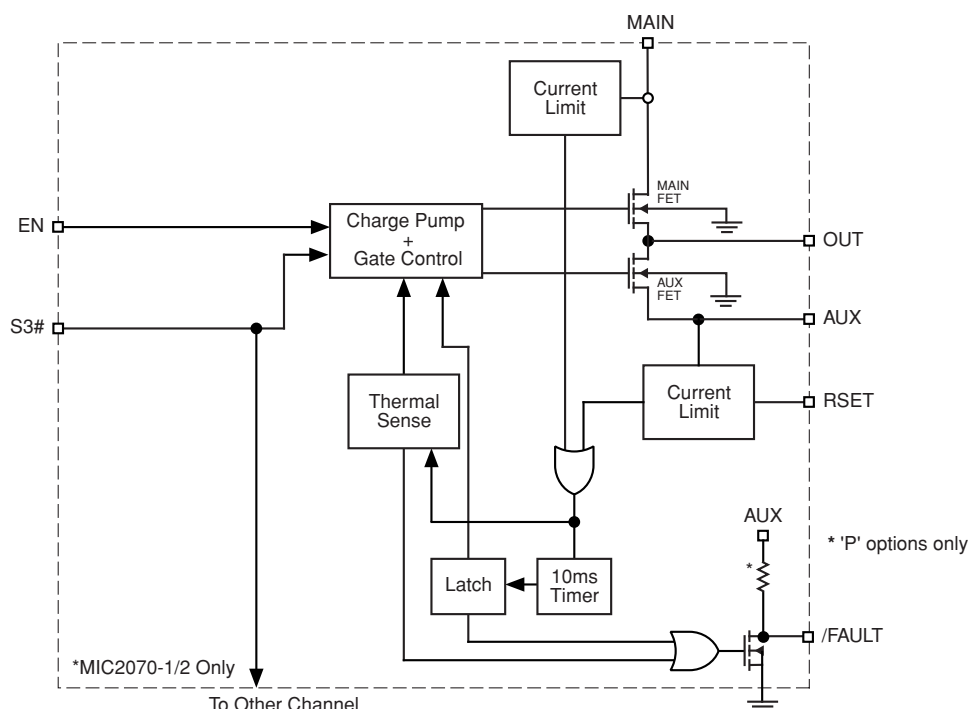 MAIN
Current
Limit
MAIN
FET
EN
Charge Pump
+
Gate Control
OUT
AUX
FET
S3#
AUX
Thermal
Sense
Current
Limit
RSET
AUX
* 'P' options only
*
Latch
10ms
Timer
/FAULT
*MIC2070-1/2 Only
To Other Channel